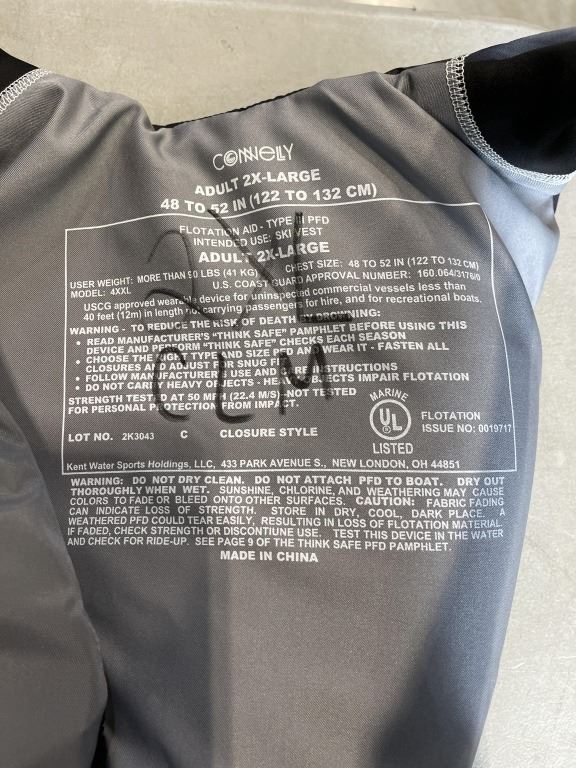 CONNELLY
ADULT 2X-LARGE
48 TO 52 IN (122 TO 132 CM)
FLOTATION AID - TYPE III PFD
INTENDED USE: SKI VEST
ADULT 2X-LARGE
USER WEIGHT: MORE THAN 90 LBS (41 KG) CHEST SIZE: 48 TO 52 IN (122 TO 132 CM)
MODEL: 4XXL U.S. COAST GUARD APPROVAL NUMBER: 160.064/3176/0
USCG approved wearable device for uninspected commercial vessels less than
40 feet (12m) in length not carrying passengers for hire, and for recreational boats.
WARNING - TO REDUCE THE RISK OF DEATH BY DROWNING:
• READ MANUFACTURER'S "THINK SAFE" PAMPHLET BEFORE USING THIS
DEVICE AND PERFORM "THINK SAFE" CHECKS EACH SEASON
• CHOOSE THE RIGHT TYPE AND SIZE PFD AND WEAR IT - FASTEN ALL
CLOSURES AND ADJUST FOR SNUG FIT
• FOLLOW MANUFACTURER'S USE AND CARE INSTRUCTIONS
• DO NOT CARRY HEAVY OBJECTS - HEAVY OBJECTS IMPAIR FLOTATION
STRENGTH TESTED AT 50 MPH (22.4 M/S)-NOT TESTED
FOR PERSONAL PROTECTION FROM IMPACT.
2X
CLM
MARINE
UL
LISTED
FLOTATION
ISSUE NO: 0019717
LOT NO. 2K3043 C CLOSURE STYLE
Kent Water Sports Holdings, LLC, 433 PARK AVENUE S., NEW LONDON, OH 44851
WARNING: DO NOT DRY CLEAN. DO NOT ATTACH PFD TO BOAT. DRY OUT
THOROUGHLY WHEN WET. SUNSHINE, CHLORINE, AND WEATHERING MAY CAUSE
COLORS TO FADE OR BLEED ONTO OTHER SURFACES. CAUTION: FABRIC FADING
CAN INDICATE LOSS OF STRENGTH. STORE IN DRY, COOL, DARK PLACE. A
WEATHERED PFD COULD TEAR EASILY, RESULTING IN LOSS OF FLOTATION MATERIAL.
IF FADED, CHECK STRENGTH OR DISCONTIUNE USE. TEST THIS DEVICE IN THE WATER
AND CHECK FOR RIDE-UP. SEE PAGE 9 OF THE THINK SAFE PFD PAMPHLET.
MADE IN CHINA